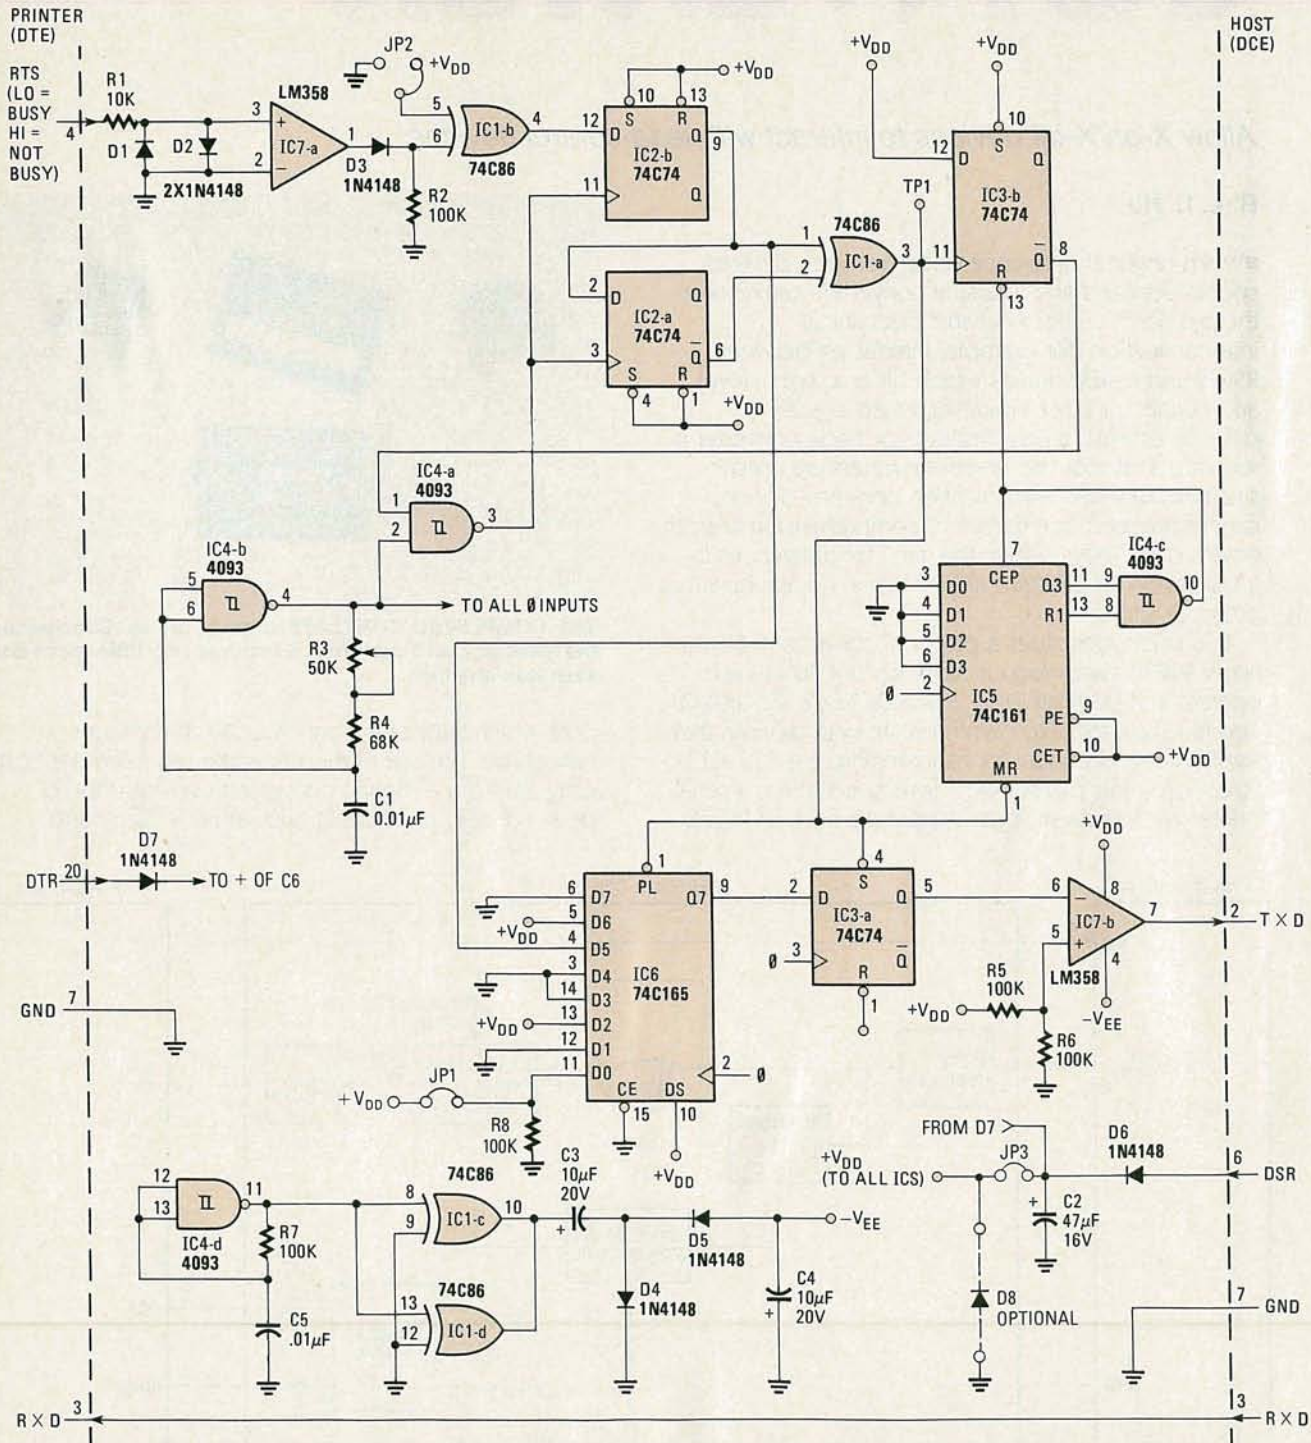 PRINTER
(DTE)
HOST
(DCE)
RTS
(LO =
BUSY
HI =
NOT
BUSY)
4
R1
10K
D1
D2
2X1N4148
LM358
3
+
2
−
IC7-a
1
D3
1N4148
R2
100K
JP2
+VDD
5
6
IC1-b
4
74C86
+VDD
10
13
S
R
12
D
Q
9
IC2-b
74C74
11
Q
2
D
Q
IC2-a
74C74
3
Q̅
6
S
R
4
1
+VDD
74C86
1
2
IC1-a
3
TP1
+VDD
+VDD
10
12
D
S
Q
IC3-b
74C74
11
Q̅
8
R
13
IC4-a
4093
1
2
3
IC4-b
4093
5
6
4
TO ALL Ø INPUTS
R3
50K
R4
68K
C1
0.01µF
7
CEP
3
D0
4
D1
5
D2
6
D3
Ø
2
IC5
74C161
Q3
11
R1
13
PE
9
CET
10
+VDD
MR
1
IC4-c
4093
9
8
10
D7
1N4148
DTR
20
TO + OF C6
GND
7
1
PL
6
D7
5
D6
+VDD
4
D5
3
D4
14
D3
+VDD
13
D2
12
D1
11
D0
IC6
74C165
Q7
9
2
Ø
CE
15
DS
10
+VDD
+VDD
JP1
R8
100K
4
S
2
D
Q
5
IC3-a
74C74
Ø
3
Q̅
R
1
+VDD
8
6
−
IC7-b
7
5
+
4
LM358
−VEE
2
T X D
R5
100K
+VDD
R6
100K
FROM D7
+VDD
(TO ALL ICS)
JP3
D6
1N4148
6
DSR
+
C2
47µF
16V
D8
OPTIONAL
7
GND
12
13
11
IC4-d
4093
R7
100K
C5
.01µF
74C86
8
9
IC1-c
10
74C86
13
12
IC1-d
C3
10µF
20V
+
D5
1N4148
−VEE
D4
1N4148
C4
10µF
20V
+
R X D
3
3
R X D